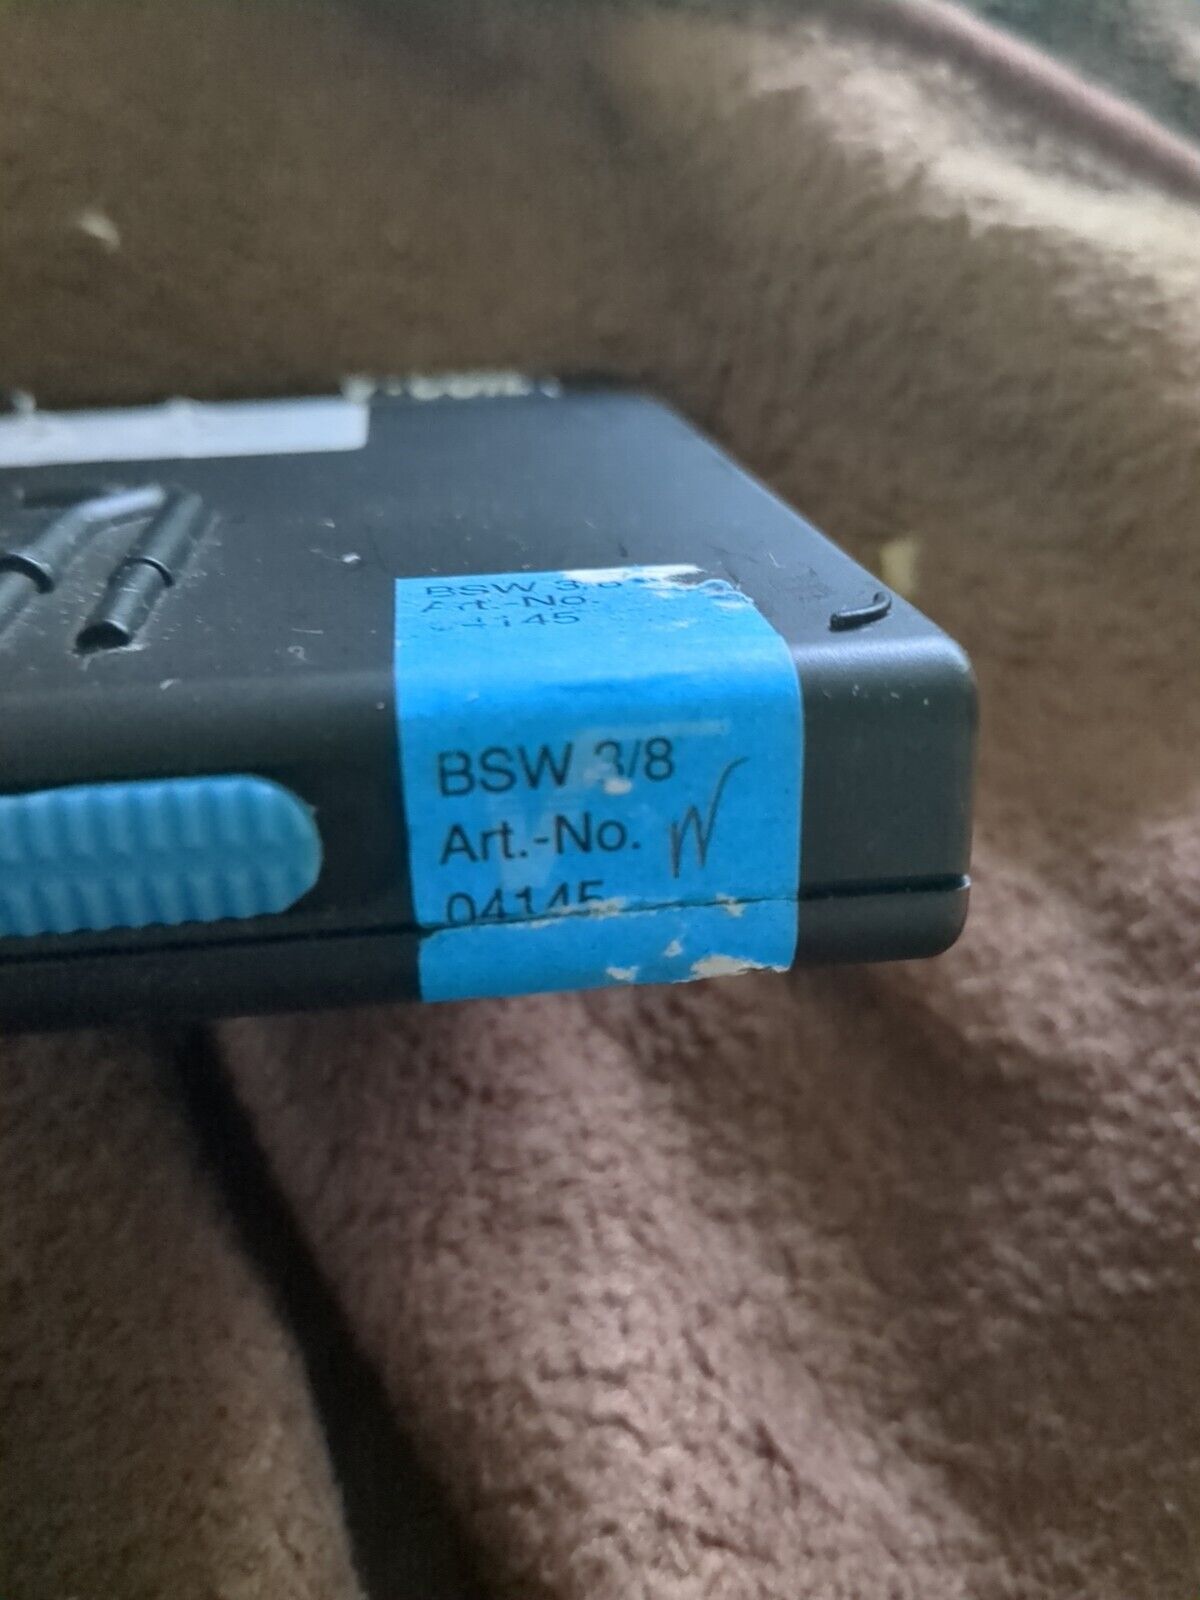 BSW 3/8
Art.-No.
04145
BSW 3/8
Art.-No. W
04145